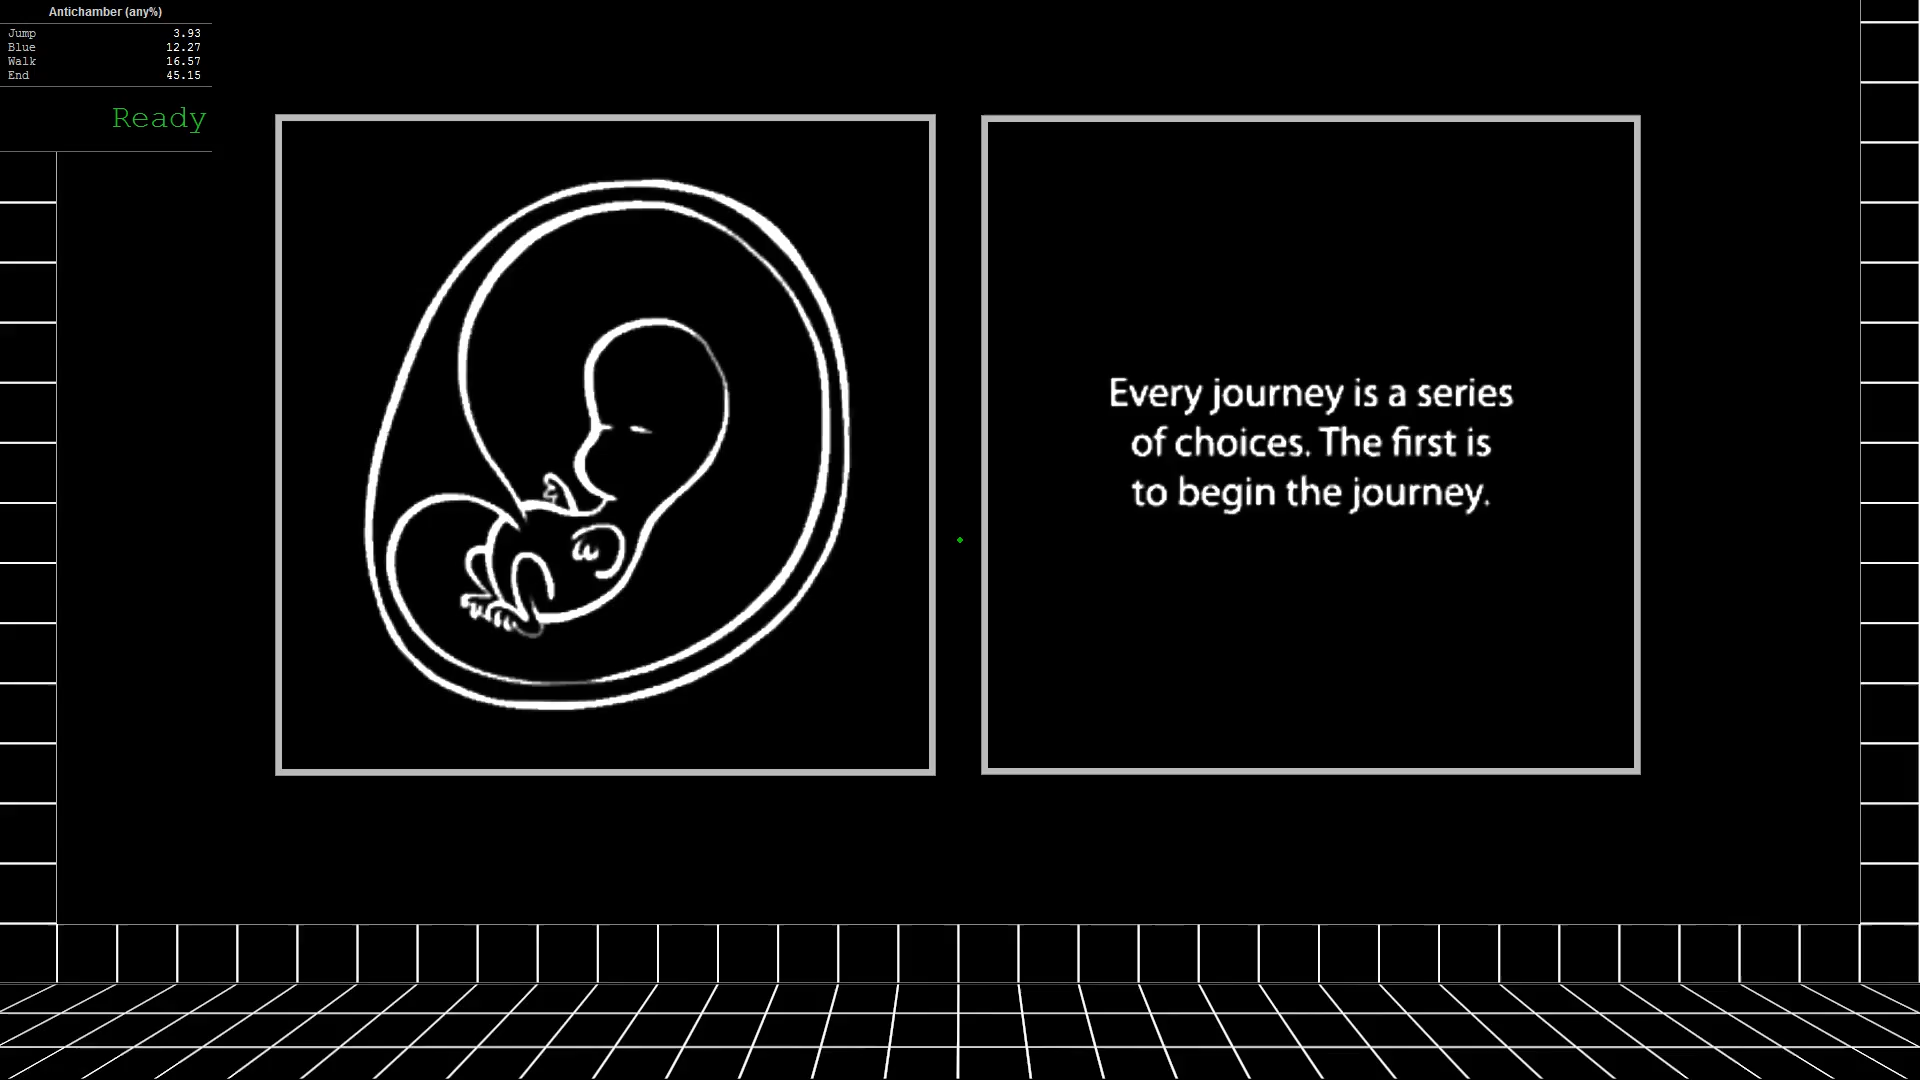 Antichamber (any%)
Jump 3.93
Blue 12.27
Walk 16.57
End 45.15
Ready
Every journey is a series
of choices. The first is
to begin the journey.